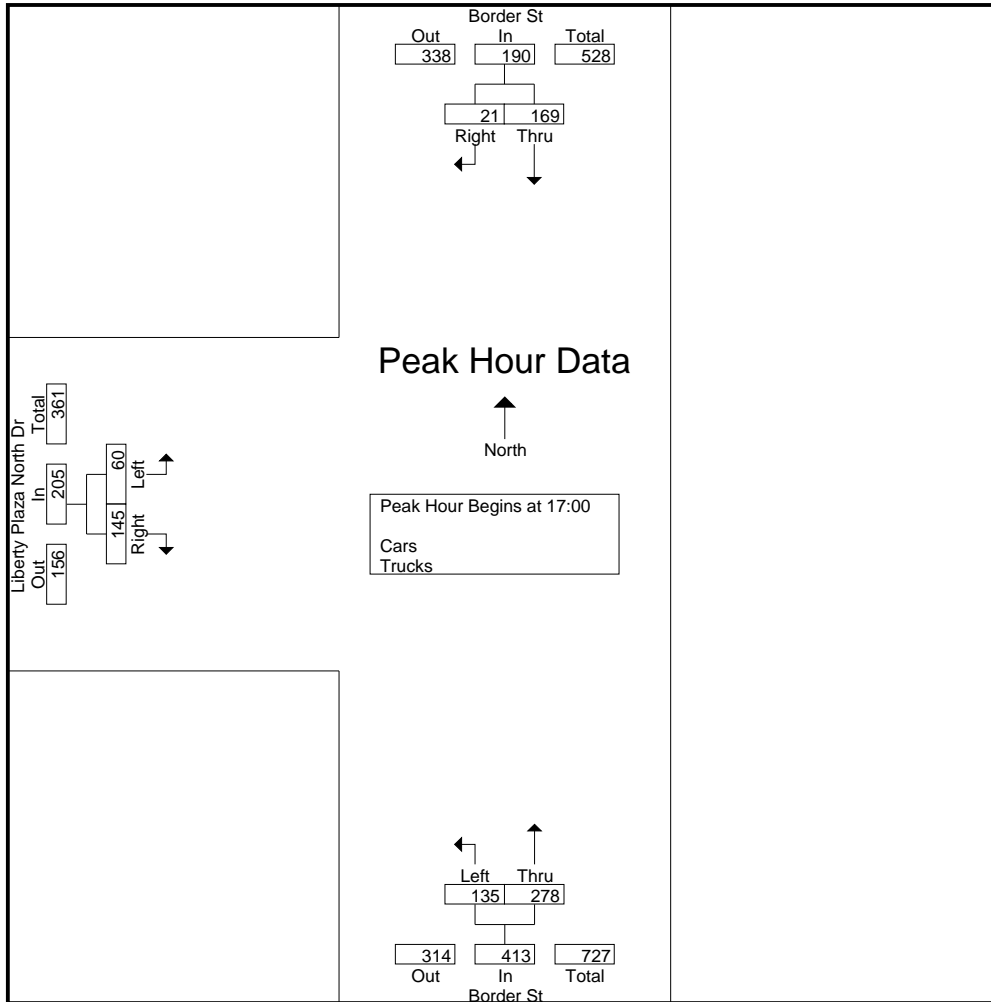 Border St
Out In Total
338 190 528
21 169
Right Thru
Peak Hour Data
North
Peak Hour Begins at 17:00
Cars
Trucks
Liberty Plaza North Dr
Out In Total
156 205 361
145 60
Right Left
Left Thru
135 278
314 413 727
Out In Total
Border St